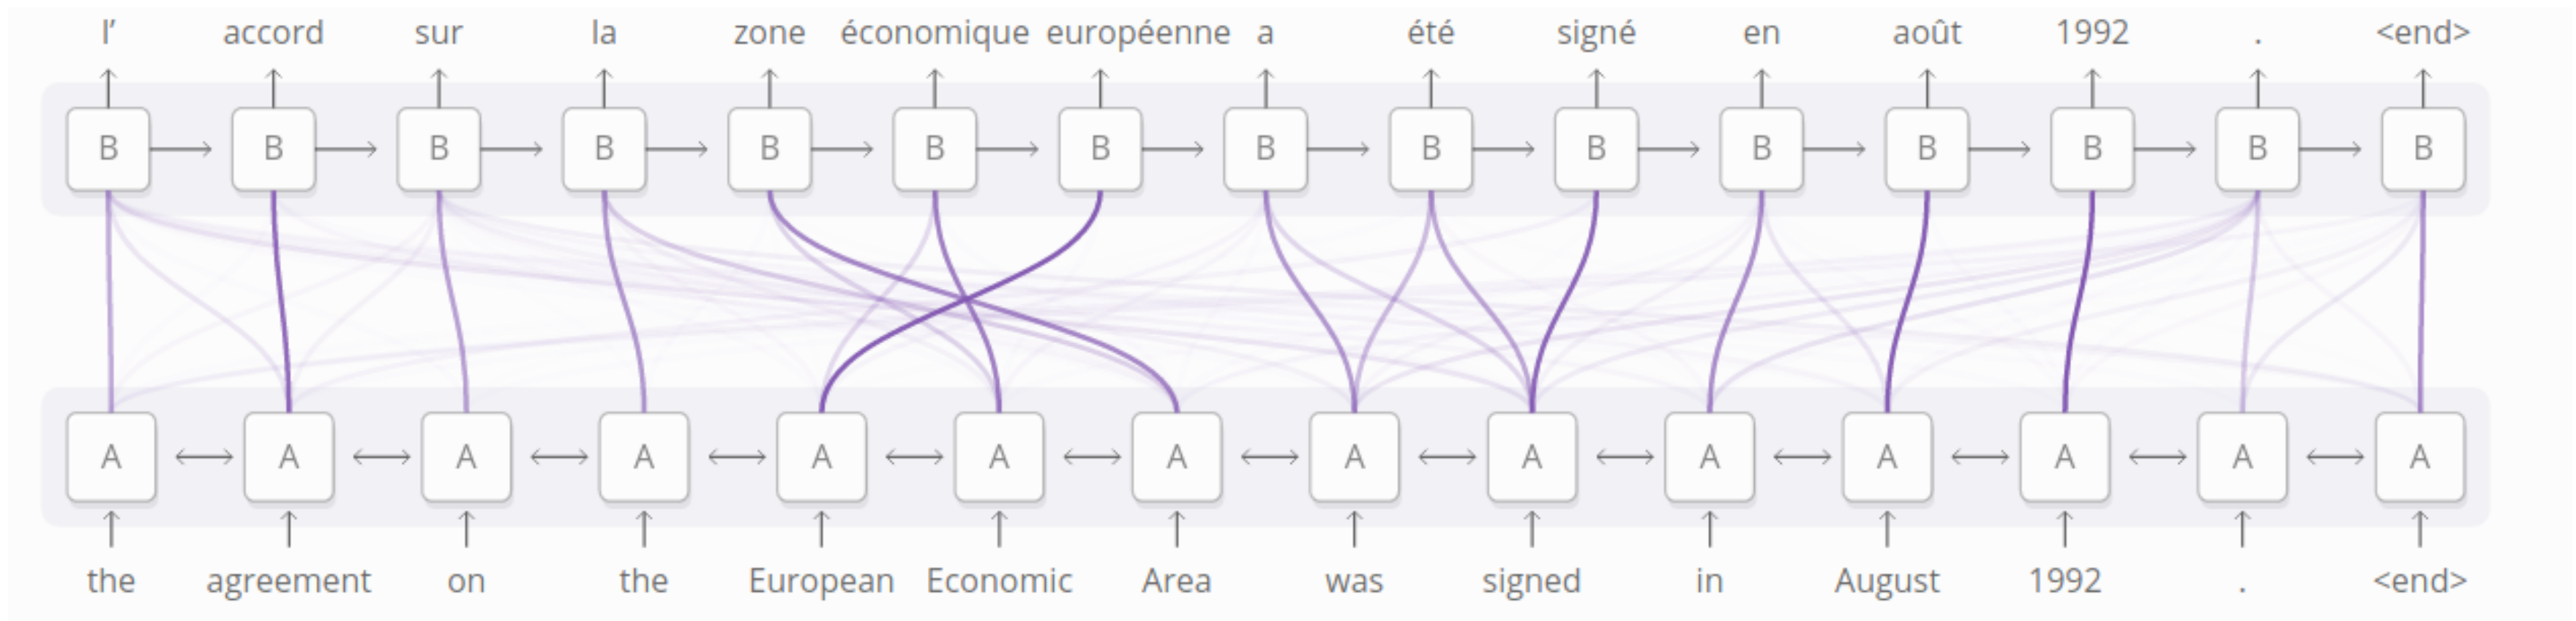 l’ accord sur la zone économique européenne a été signé en août 1992 . <end>
B B B B B B B B B B B B B B B
A A A A A A A A A A A A A A
the agreement on the European Economic Area was signed in August 1992 . <end>